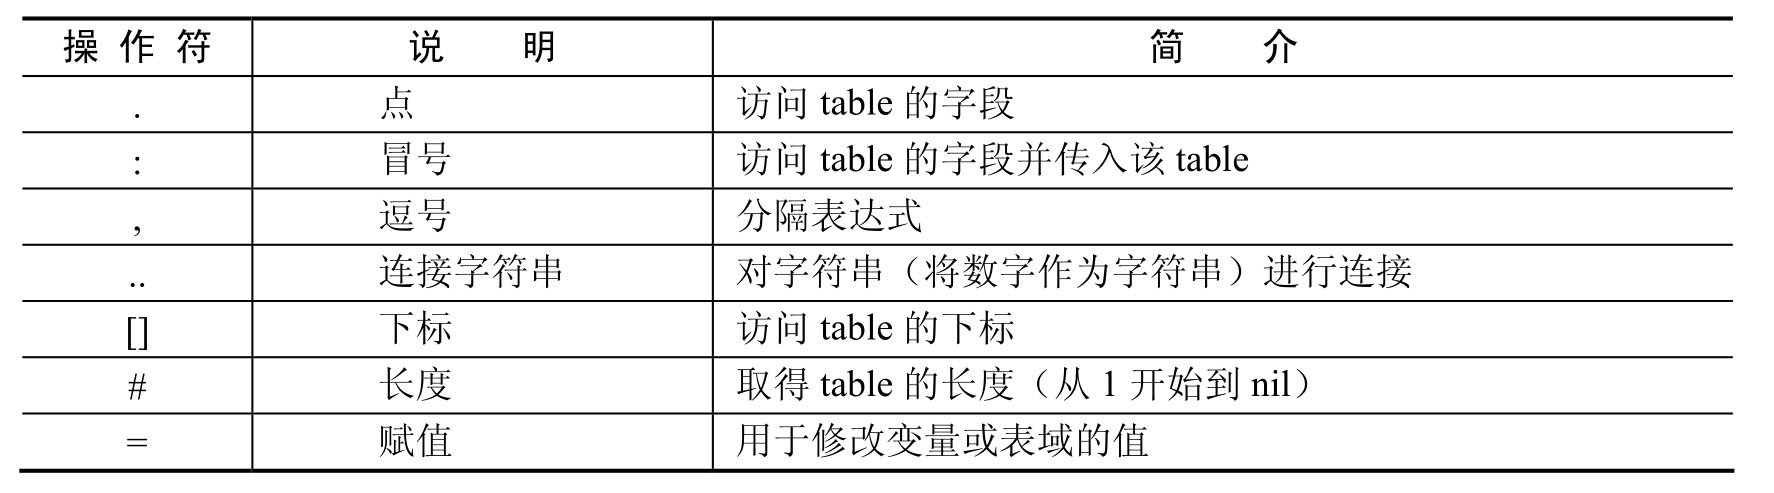 操作符 说明 简介
. 点 访问 table 的字段
: 冒号 访问 table 的字段并传入该 table
, 逗号 分隔表达式
.. 连接字符串 对字符串（将数字作为字符串）进行连接
[] 下标 访问 table 的下标
# 长度 取得 table 的长度（从 1 开始到 nil）
= 赋值 用于修改变量或表域的值